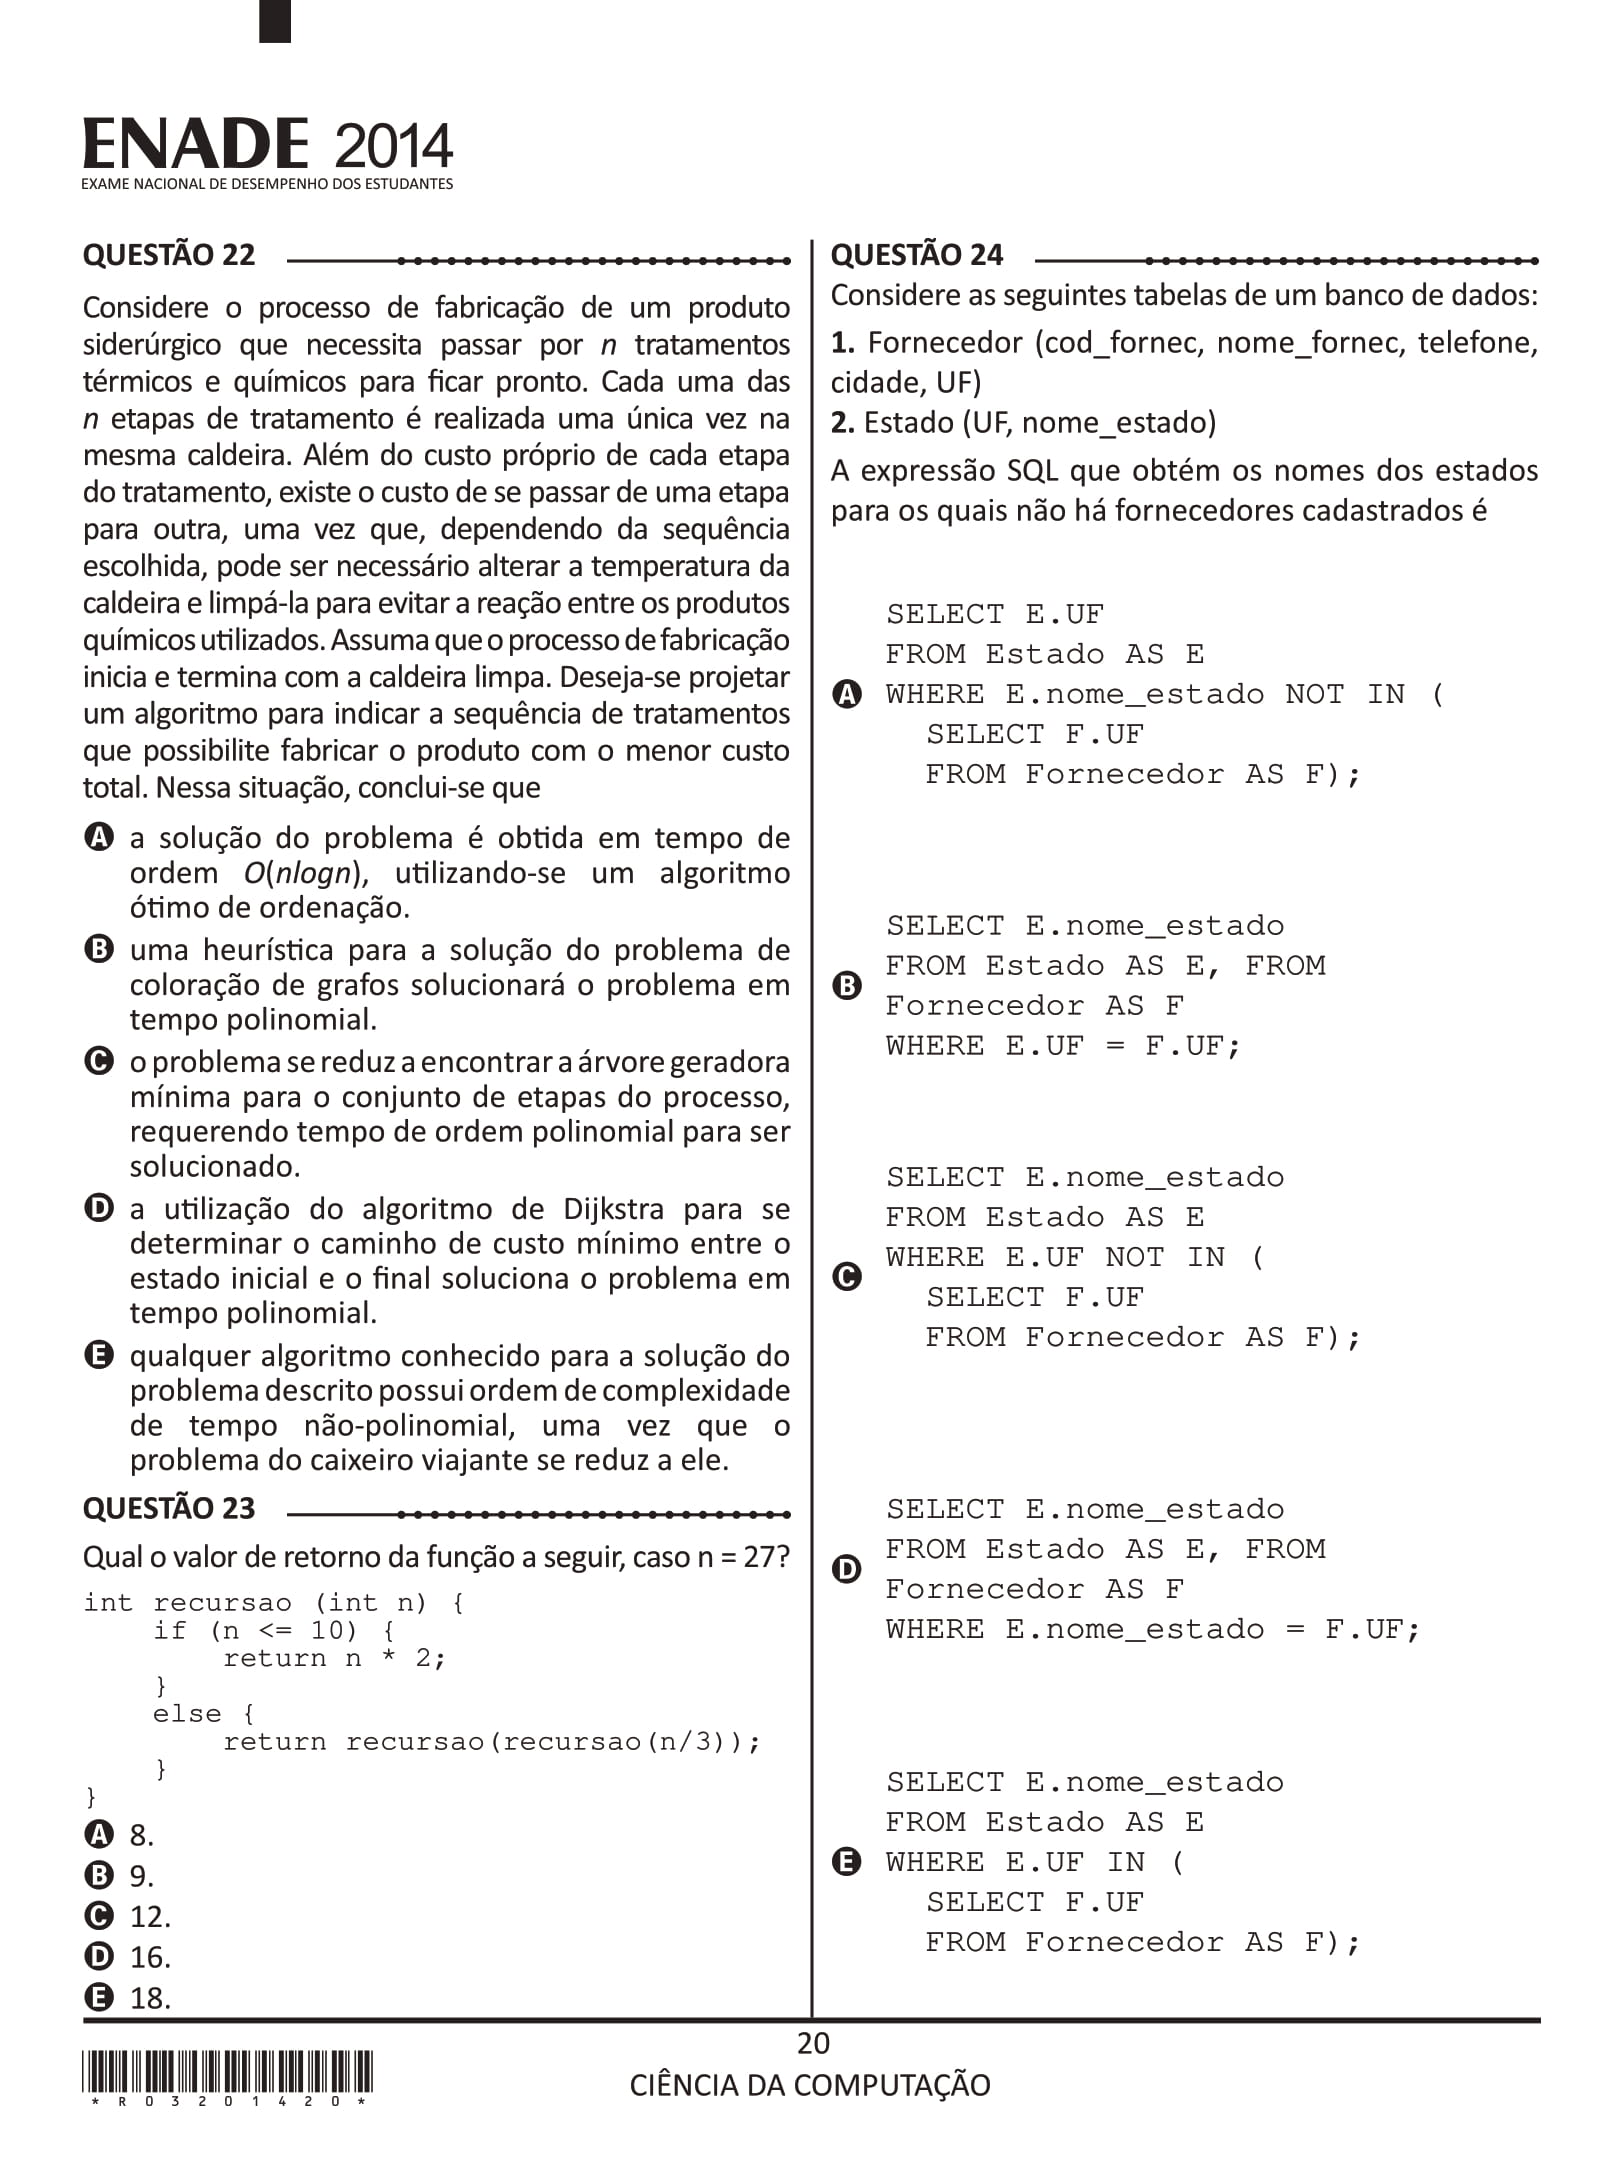 ENADE 2014
EXAME NACIONAL DE DESEMPENHO DOS ESTUDANTES
QUESTÃO 22
Considere o processo de fabricação de um produto
siderúrgico que necessita passar por n tratamentos
térmicos e químicos para ficar pronto. Cada uma das
n etapas de tratamento é realizada uma única vez na
mesma caldeira. Além do custo próprio de cada etapa
do tratamento, existe o custo de se passar de uma etapa
para outra, uma vez que, dependendo da sequência
escolhida, pode ser necessário alterar a temperatura da
caldeira e limpá-la para evitar a reação entre os produtos
químicos utilizados. Assuma que o processo de fabricação
inicia e termina com a caldeira limpa. Deseja-se projetar
um algoritmo para indicar a sequência de tratamentos
que possibilite fabricar o produto com o menor custo
total. Nessa situação, conclui-se que
A a solução do problema é obtida em tempo de
ordem O(nlogn), utilizando-se um algoritmo
ótimo de ordenação.
B uma heurística para a solução do problema de
coloração de grafos solucionará o problema em
tempo polinomial.
C o problema se reduz a encontrar a árvore geradora
mínima para o conjunto de etapas do processo,
requerendo tempo de ordem polinomial para ser
solucionado.
D a utilização do algoritmo de Dijkstra para se
determinar o caminho de custo mínimo entre o
estado inicial e o final soluciona o problema em
tempo polinomial.
E qualquer algoritmo conhecido para a solução do
problema descrito possui ordem de complexidade
de tempo não-polinomial, uma vez que o
problema do caixeiro viajante se reduz a ele.
QUESTÃO 23
Qual o valor de retorno da função a seguir, caso n = 27?
int recursao (int n) {
if (n <= 10) {
return n * 2;
}
else {
return recursao(recursao(n/3));
}
}
A 8.
B 9.
C 12.
D 16.
E 18.
QUESTÃO 24
Considere as seguintes tabelas de um banco de dados:
1. Fornecedor (cod_fornec, nome_fornec, telefone,
cidade, UF)
2. Estado (UF, nome_estado)
A expressão SQL que obtém os nomes dos estados
para os quais não há fornecedores cadastrados é
SELECT E.UF
FROM Estado AS E
A WHERE E.nome_estado NOT IN (
SELECT F.UF
FROM Fornecedor AS F);
SELECT E.nome_estado
FROM Estado AS E, FROM
B Fornecedor AS F
WHERE E.UF = F.UF;
SELECT E.nome_estado
FROM Estado AS E
WHERE E.UF NOT IN (
C SELECT F.UF
FROM Fornecedor AS F);
SELECT E.nome_estado
FROM Estado AS E, FROM
D Fornecedor AS F
WHERE E.nome_estado = F.UF;
SELECT E.nome_estado
FROM Estado AS E
E WHERE E.UF IN (
SELECT F.UF
FROM Fornecedor AS F);
20
CIÊNCIA DA COMPUTAÇÃO
* R 0 3 2 0 1 4 2 0 *